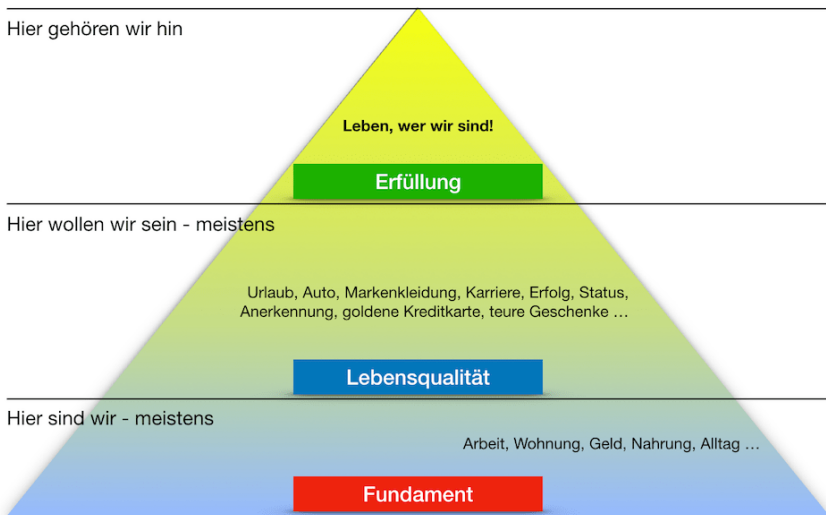 Hier gehören wir hin
Leben, wer wir sind!
Erfüllung
Hier wollen wir sein - meistens
Urlaub, Auto, Markenkleidung, Karriere, Erfolg, Status,
Anerkennung, goldene Kreditkarte, teure Geschenke ...
Lebensqualität
Hier sind wir - meistens
Arbeit, Wohnung, Geld, Nahrung, Alltag ...
Fundament